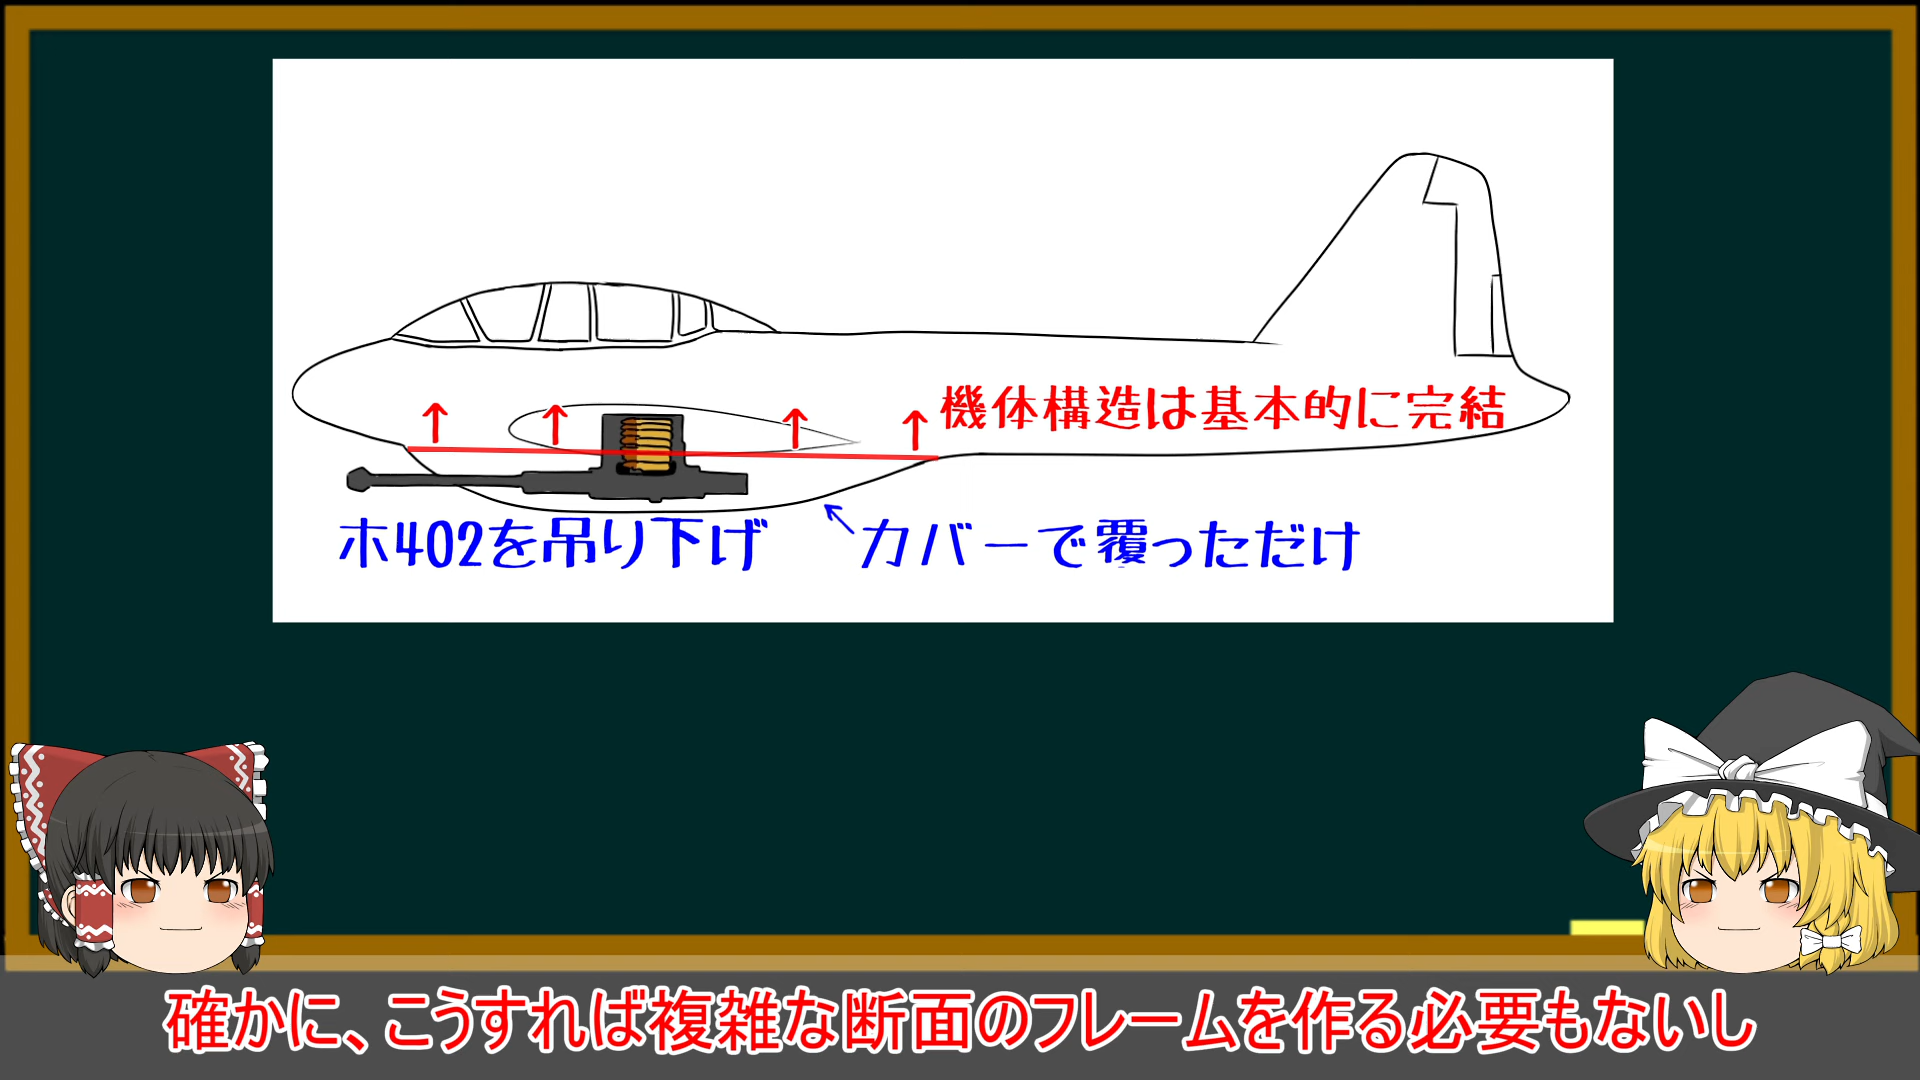 機体構造は基本的に完結
ホ402を吊り下げ
カバーで覆っただけ
確かに、こうすれば複雑な断面のフレームを作る必要もないし